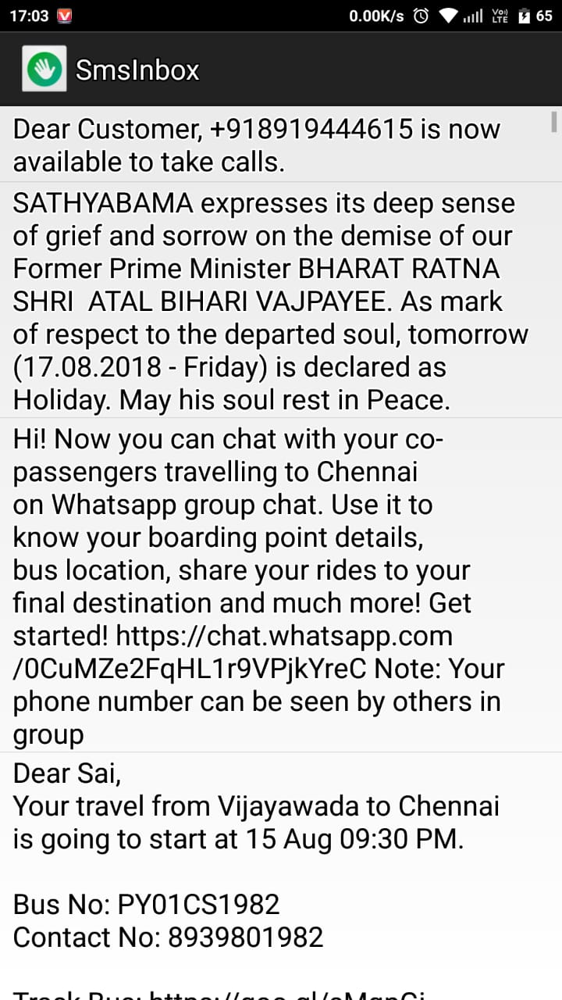 17:03 0.00K/s Vo) LTE 65
SmsInbox
Dear Customer, +918919444615 is now
available to take calls.
SATHYABAMA expresses its deep sense
of grief and sorrow on the demise of our
Former Prime Minister BHARAT RATNA
SHRI  ATAL BIHARI VAJPAYEE. As mark
of respect to the departed soul, tomorrow
(17.08.2018 - Friday) is declared as
Holiday. May his soul rest in Peace.
Hi! Now you can chat with your co-
passengers travelling to Chennai
on Whatsapp group chat. Use it to
know your boarding point details,
bus location, share your rides to your
final destination and much more! Get
started! https://chat.whatsapp.com
/0CuMZe2FqHL1r9VPjkYreC Note: Your
phone number can be seen by others in
group
Dear Sai,
Your travel from Vijayawada to Chennai
is going to start at 15 Aug 09:30 PM.
Bus No: PY01CS1982
Contact No: 8939801982
Track Bus: